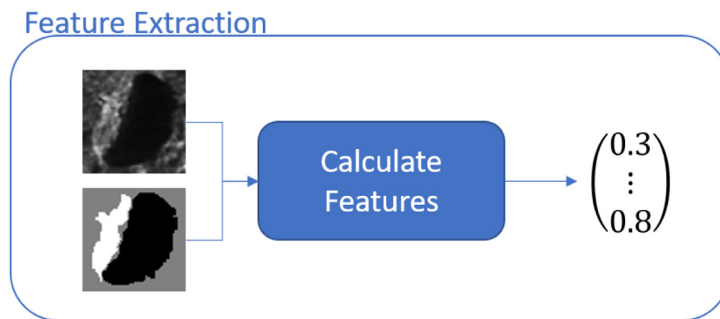 Feature Extraction
Calculate
Features
0.3
⋮
0.8